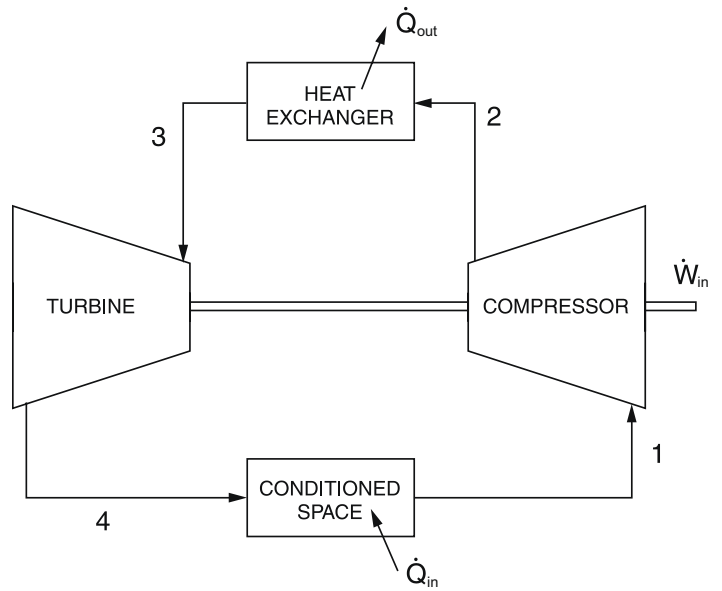 Q̇out
HEAT
EXCHANGER
3
2
TURBINE
COMPRESSOR
Ẇin
1
CONDITIONED
SPACE
4
Q̇in